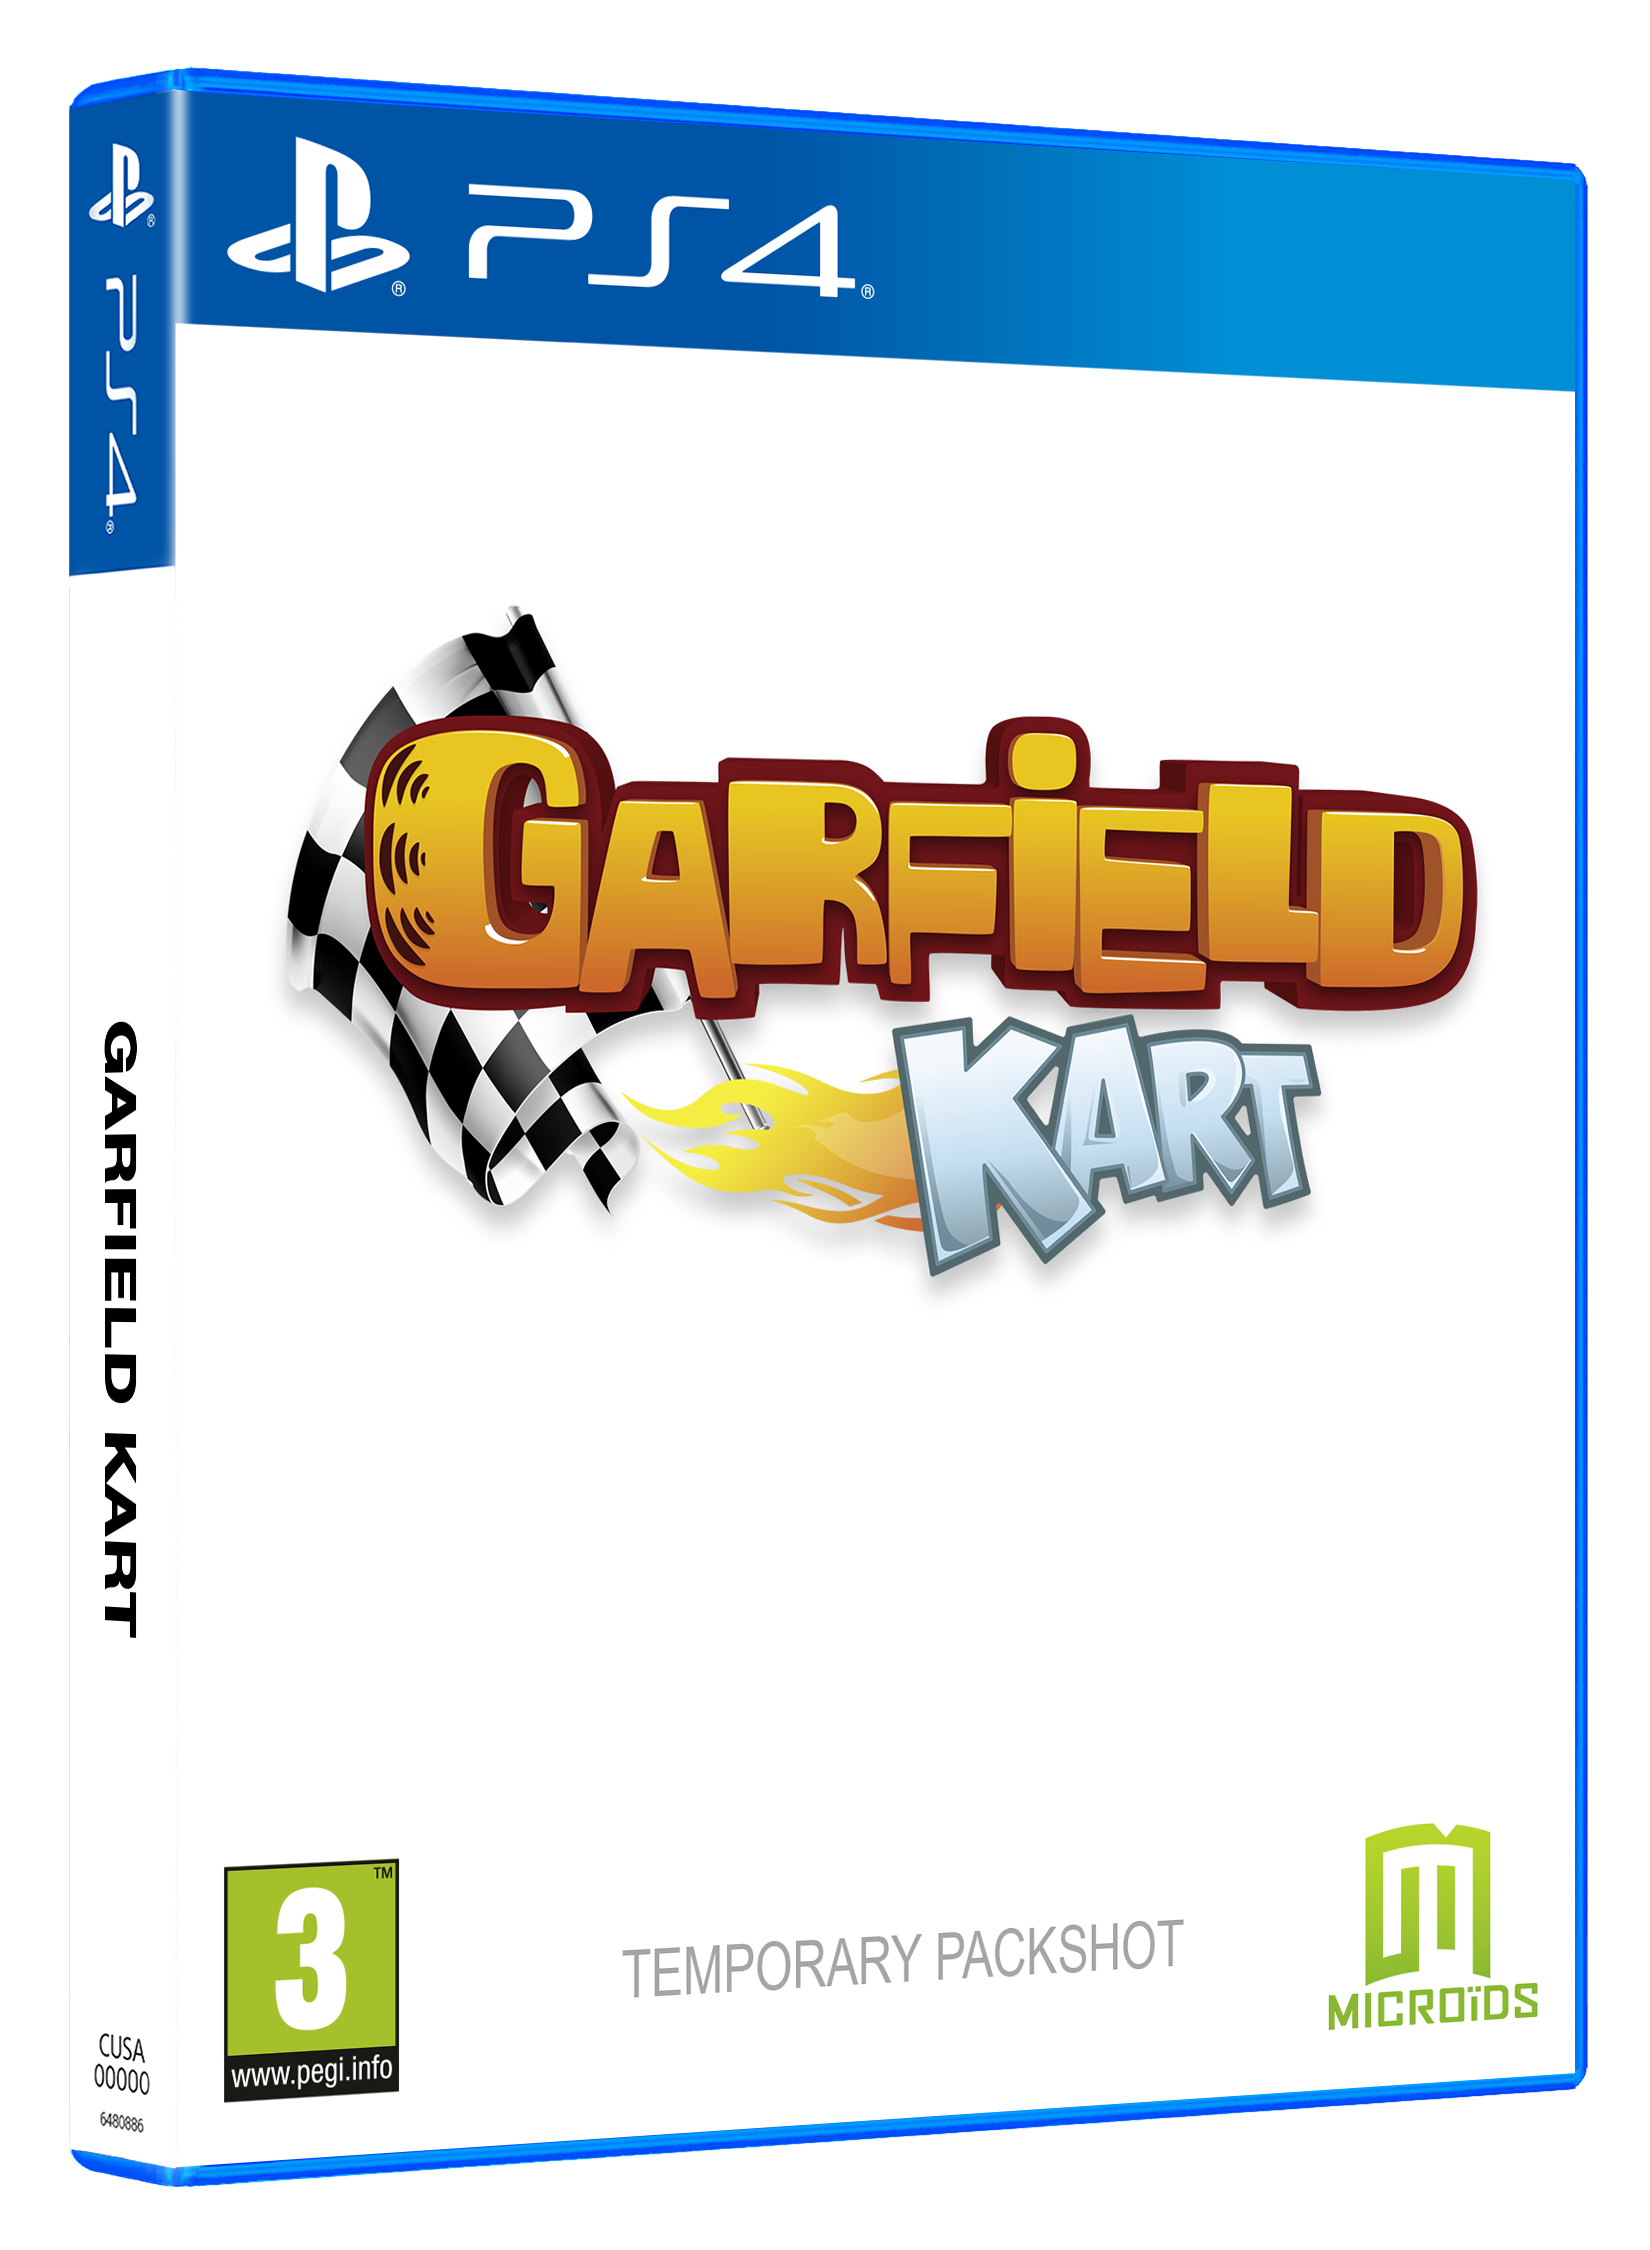 PS4
PS4
GARFiELD
KART
GARFIELD KART
3
TM
www.pegi.info
TEMPORARY PACKSHOT
MICROïDS
CUSA
00000
6480886